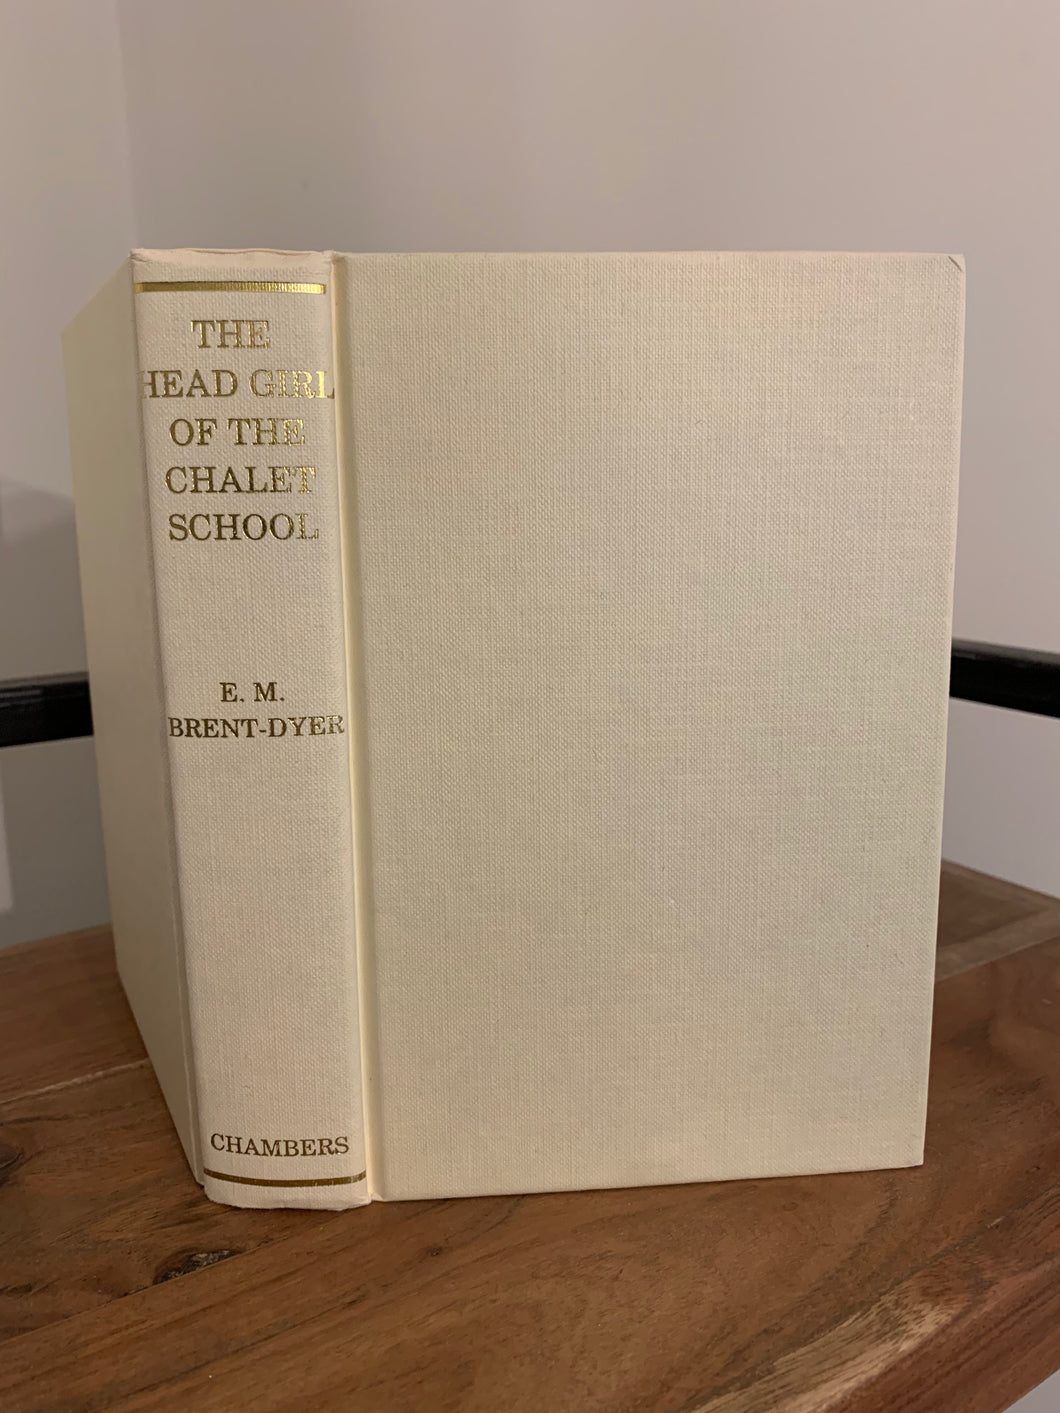 THE
HEAD GIRL
OF THE
CHALET
SCHOOL
E. M.
BRENT-DYER
CHAMBERS